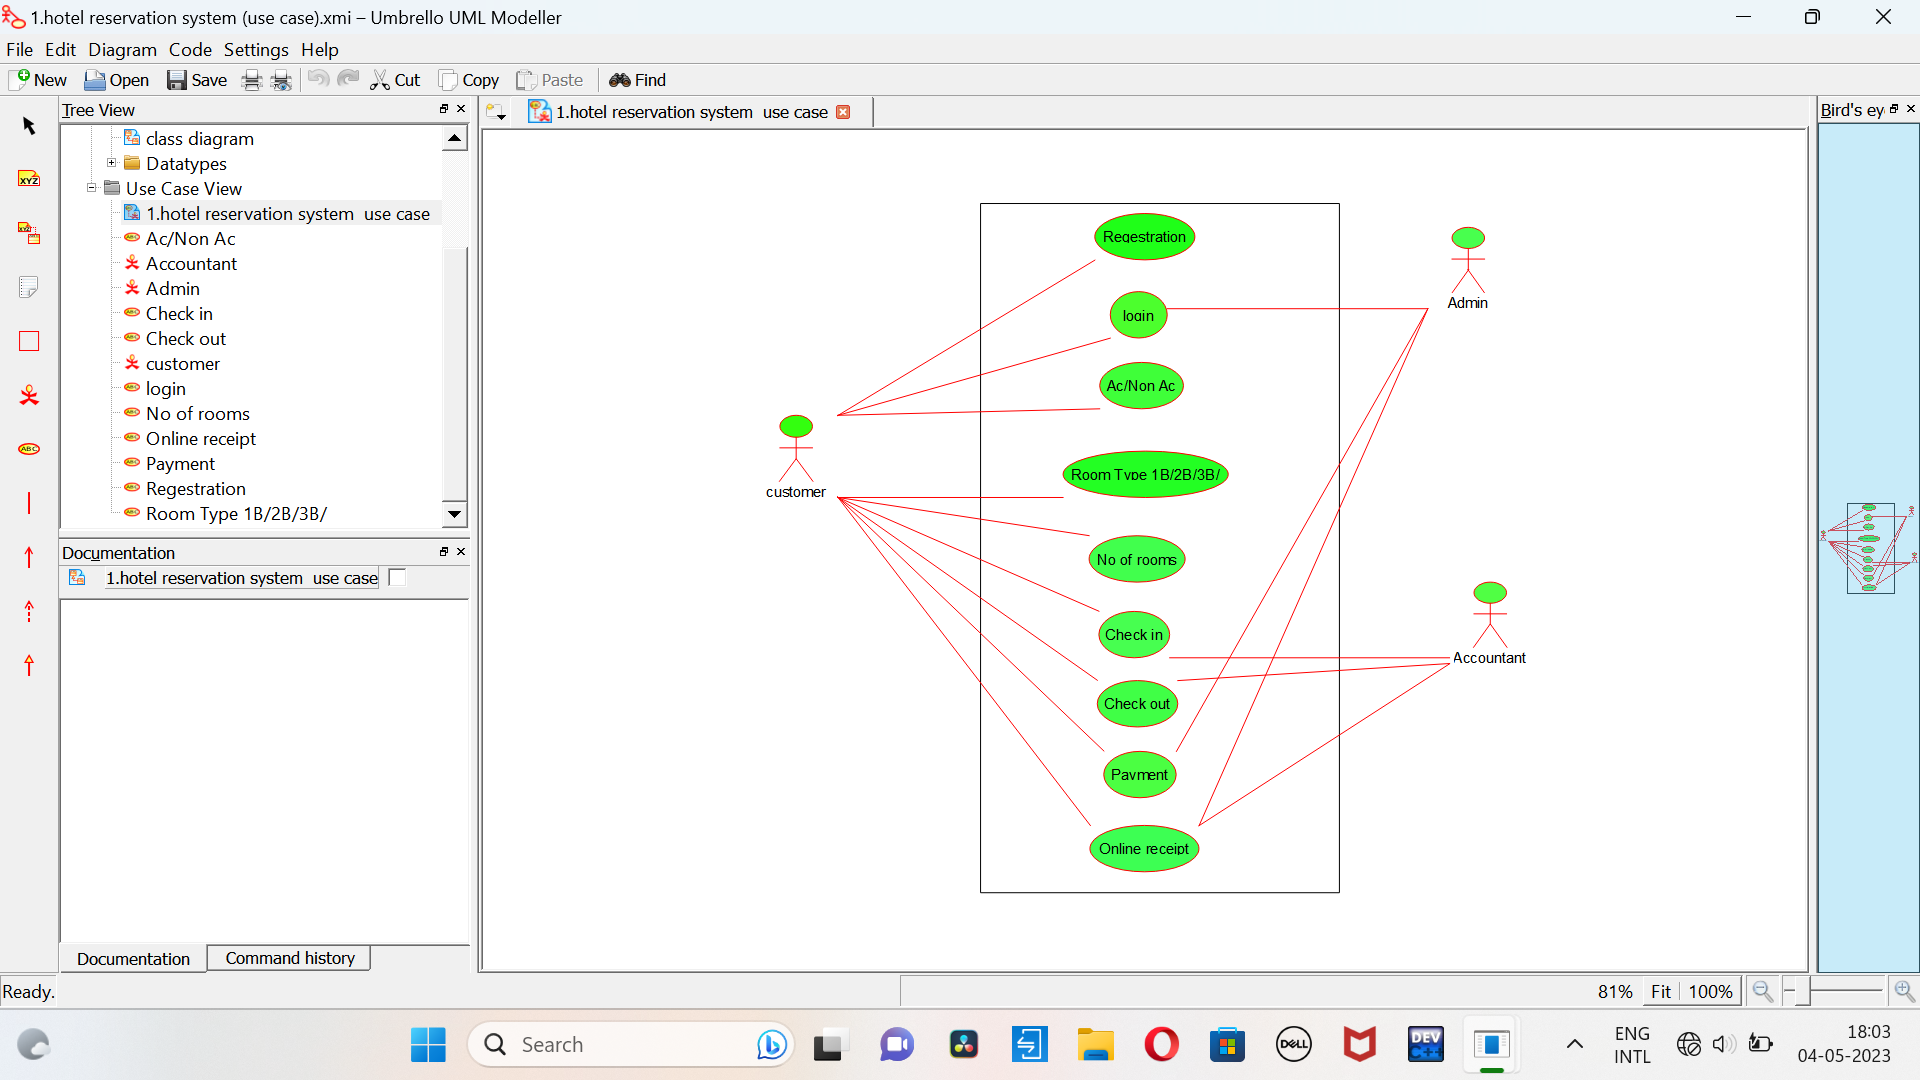 1.hotel reservation system (use case).xmi – Umbrello UML Modeller
File Edit Diagram Code Settings Help
New Open Save Cut Copy Paste Find
Tree View
class diagram
Datatypes
Use Case View
1.hotel reservation system use case
Ac/Non Ac
Accountant
Admin
Check in
Check out
customer
login
No of rooms
Online receipt
Payment
Regestration
Room Type 1B/2B/3B/
Documentation
1.hotel reservation system use case
Documentation Command history
Ready.
1.hotel reservation system use case
Bird's ey
Regestration
login
Ac/Non Ac
Room Type 1B/2B/3B/
No of rooms
Check in
Check out
Payment
Online receipt
customer
Admin
Accountant
81% Fit 100%
Search
DELL
DEV C++
ENG
INTL
18:03
04-05-2023
XYZ
XYZ
ABC